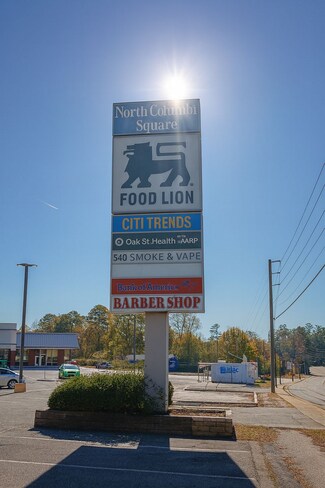 North Columbia
Square
FOOD LION
CITI TRENDS
Oak St. Health
AARP
540 SMOKE & VAPE
BARBER SHOP